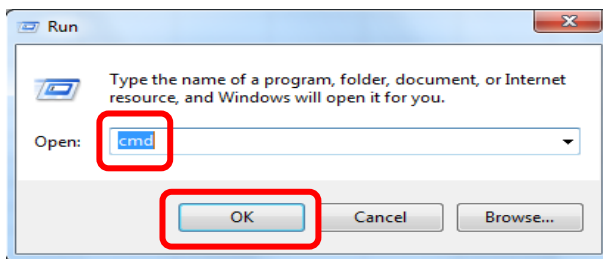 Run
Type the name of a program, folder, document, or Internet
resource, and Windows will open it for you.
Open: cmd
OK Cancel Browse...